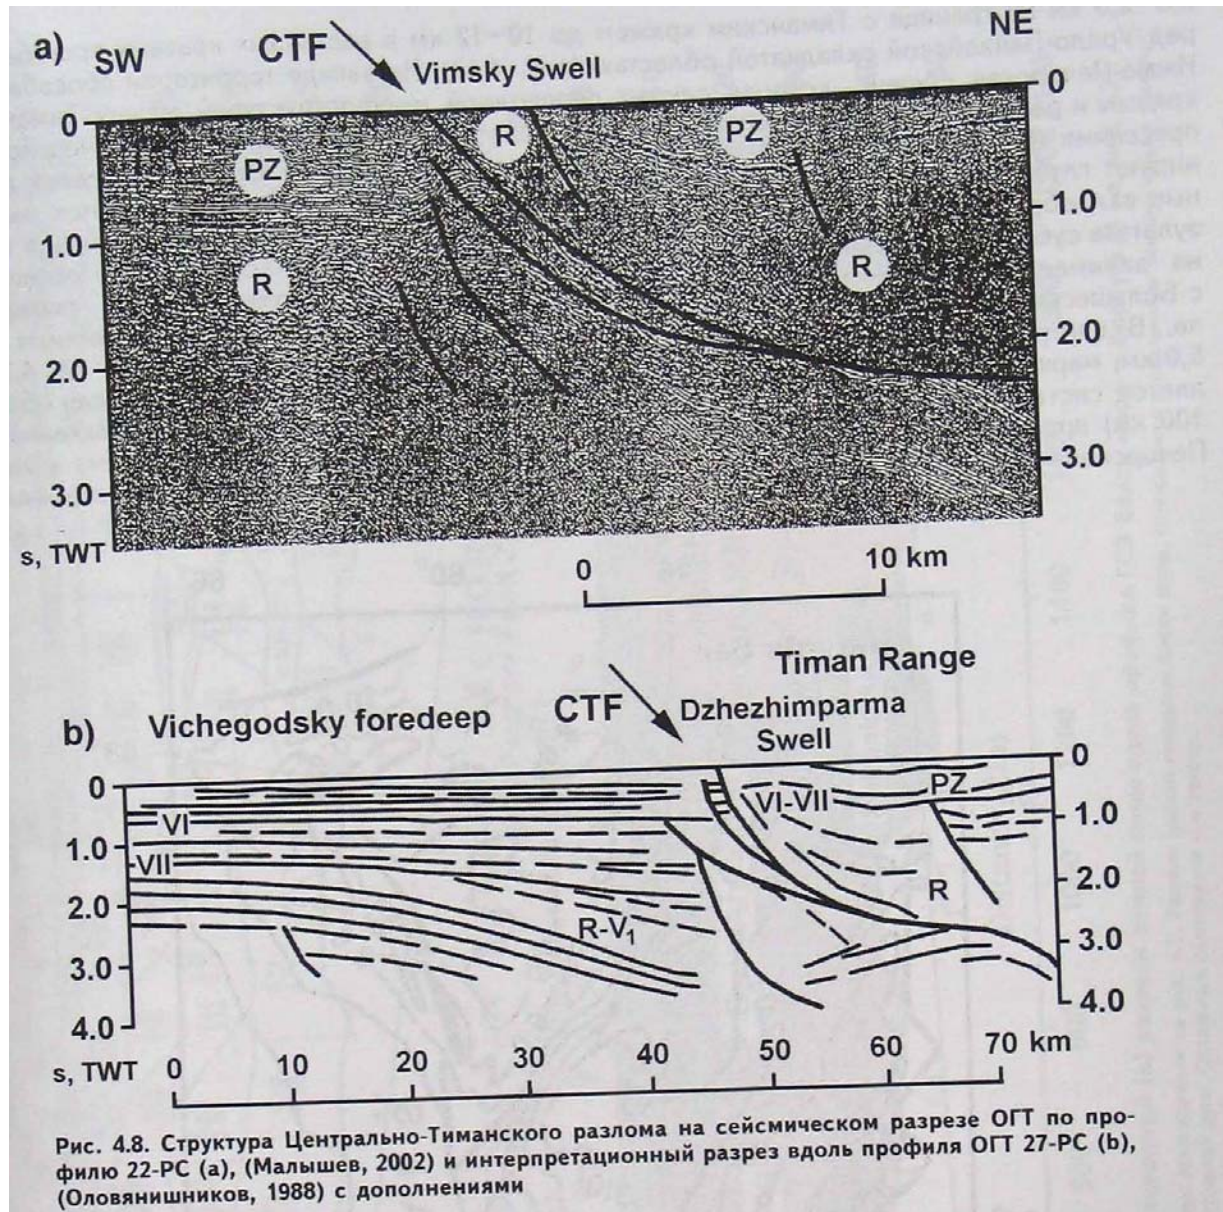 a)
SW
CTF
Vimsky Swell
NE
0
PZ
R
PZ
0
1.0
R
R
1.0
2.0
2.0
3.0
3.0
s, TWT
0
10 km
Timan Range
b)
Vichegodsky foredeep
CTF
Dzhezhimparma
Swell
0
VI
VI-VII
PZ
0
1.0
VII
1.0
2.0
R-V₁
R
2.0
3.0
3.0
4.0
4.0
s, TWT
0
10
20
30
40
50
60
70 km
Рис. 4.8. Структура Центрально-Тиманского разлома на сейсмическом разрезе ОГТ по про-
филю 22-РС (a), (Малышев, 2002) и интерпретационный разрез вдоль профиля ОГТ 27-РС (b),
(Оловянишников, 1988) с дополнениями